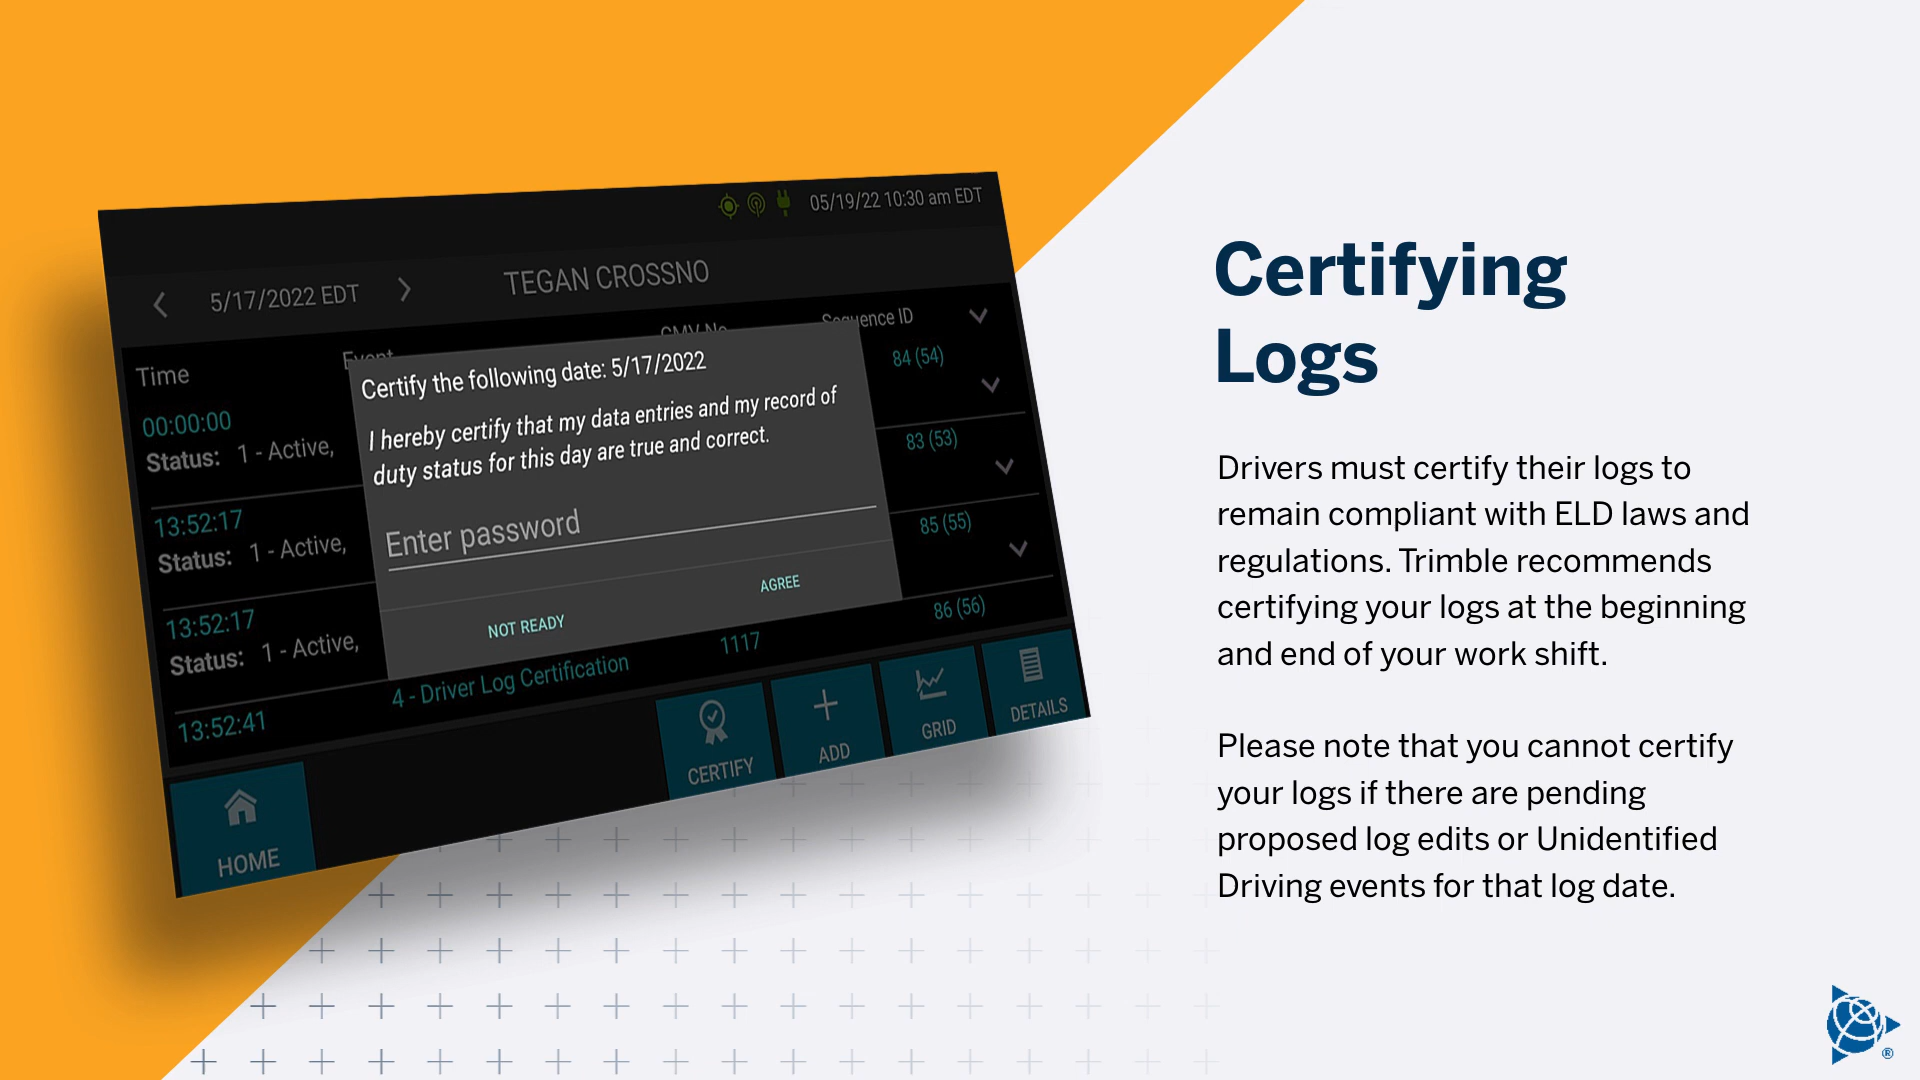 05/19/22 10:30 am EDT
5/17/2022 EDT
TEGAN CROSSNO
Time
Event
CMV No
Sequence ID
00:00:00
84 (54)
Status: 1 - Active,
13:52:17
83 (53)
Status: 1 - Active,
13:52:17
85 (55)
Status: 1 - Active,
13:52:41
4 - Driver Log Certification
1117
86 (56)
Certify the following date: 5/17/2022
I hereby certify that my data entries and my record of
duty status for this day are true and correct.
Enter password
NOT READY
AGREE
HOME
CERTIFY
ADD
GRID
DETAILS
Certifying
Logs
Drivers must certify their logs to
remain compliant with ELD laws and
regulations. Trimble recommends
certifying your logs at the beginning
and end of your work shift.
Please note that you cannot certify
your logs if there are pending
proposed log edits or Unidentified
Driving events for that log date.
®